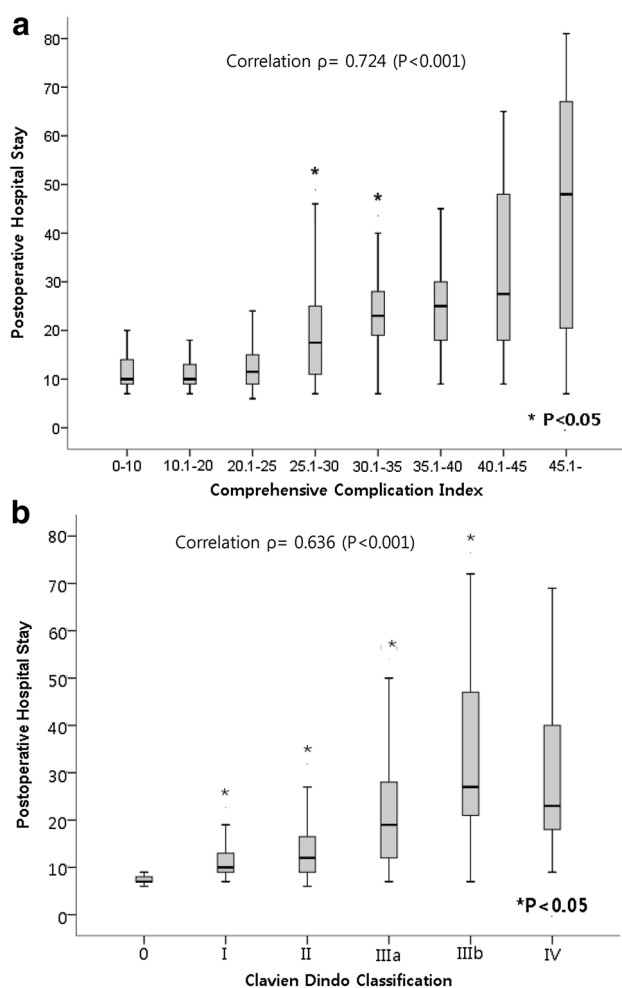 a
Correlation ρ= 0.724 (P<0.001)
Postoperative Hospital Stay
80
70
60
50
40
30
20
10
0
*
*
* P<0.05
0-10 10.1-20 20.1-25 25.1-30 30.1-35 35.1-40 40.1-45 45.1-
Comprehensive Complication Index
b
Correlation ρ= 0.636 (P<0.001)
Postoperative Hospital Stay
80
70
60
50
40
30
20
10
0
*
*
*
*
*P<0.05
0 I II IIIa IIIb IV
Clavien Dindo Classification